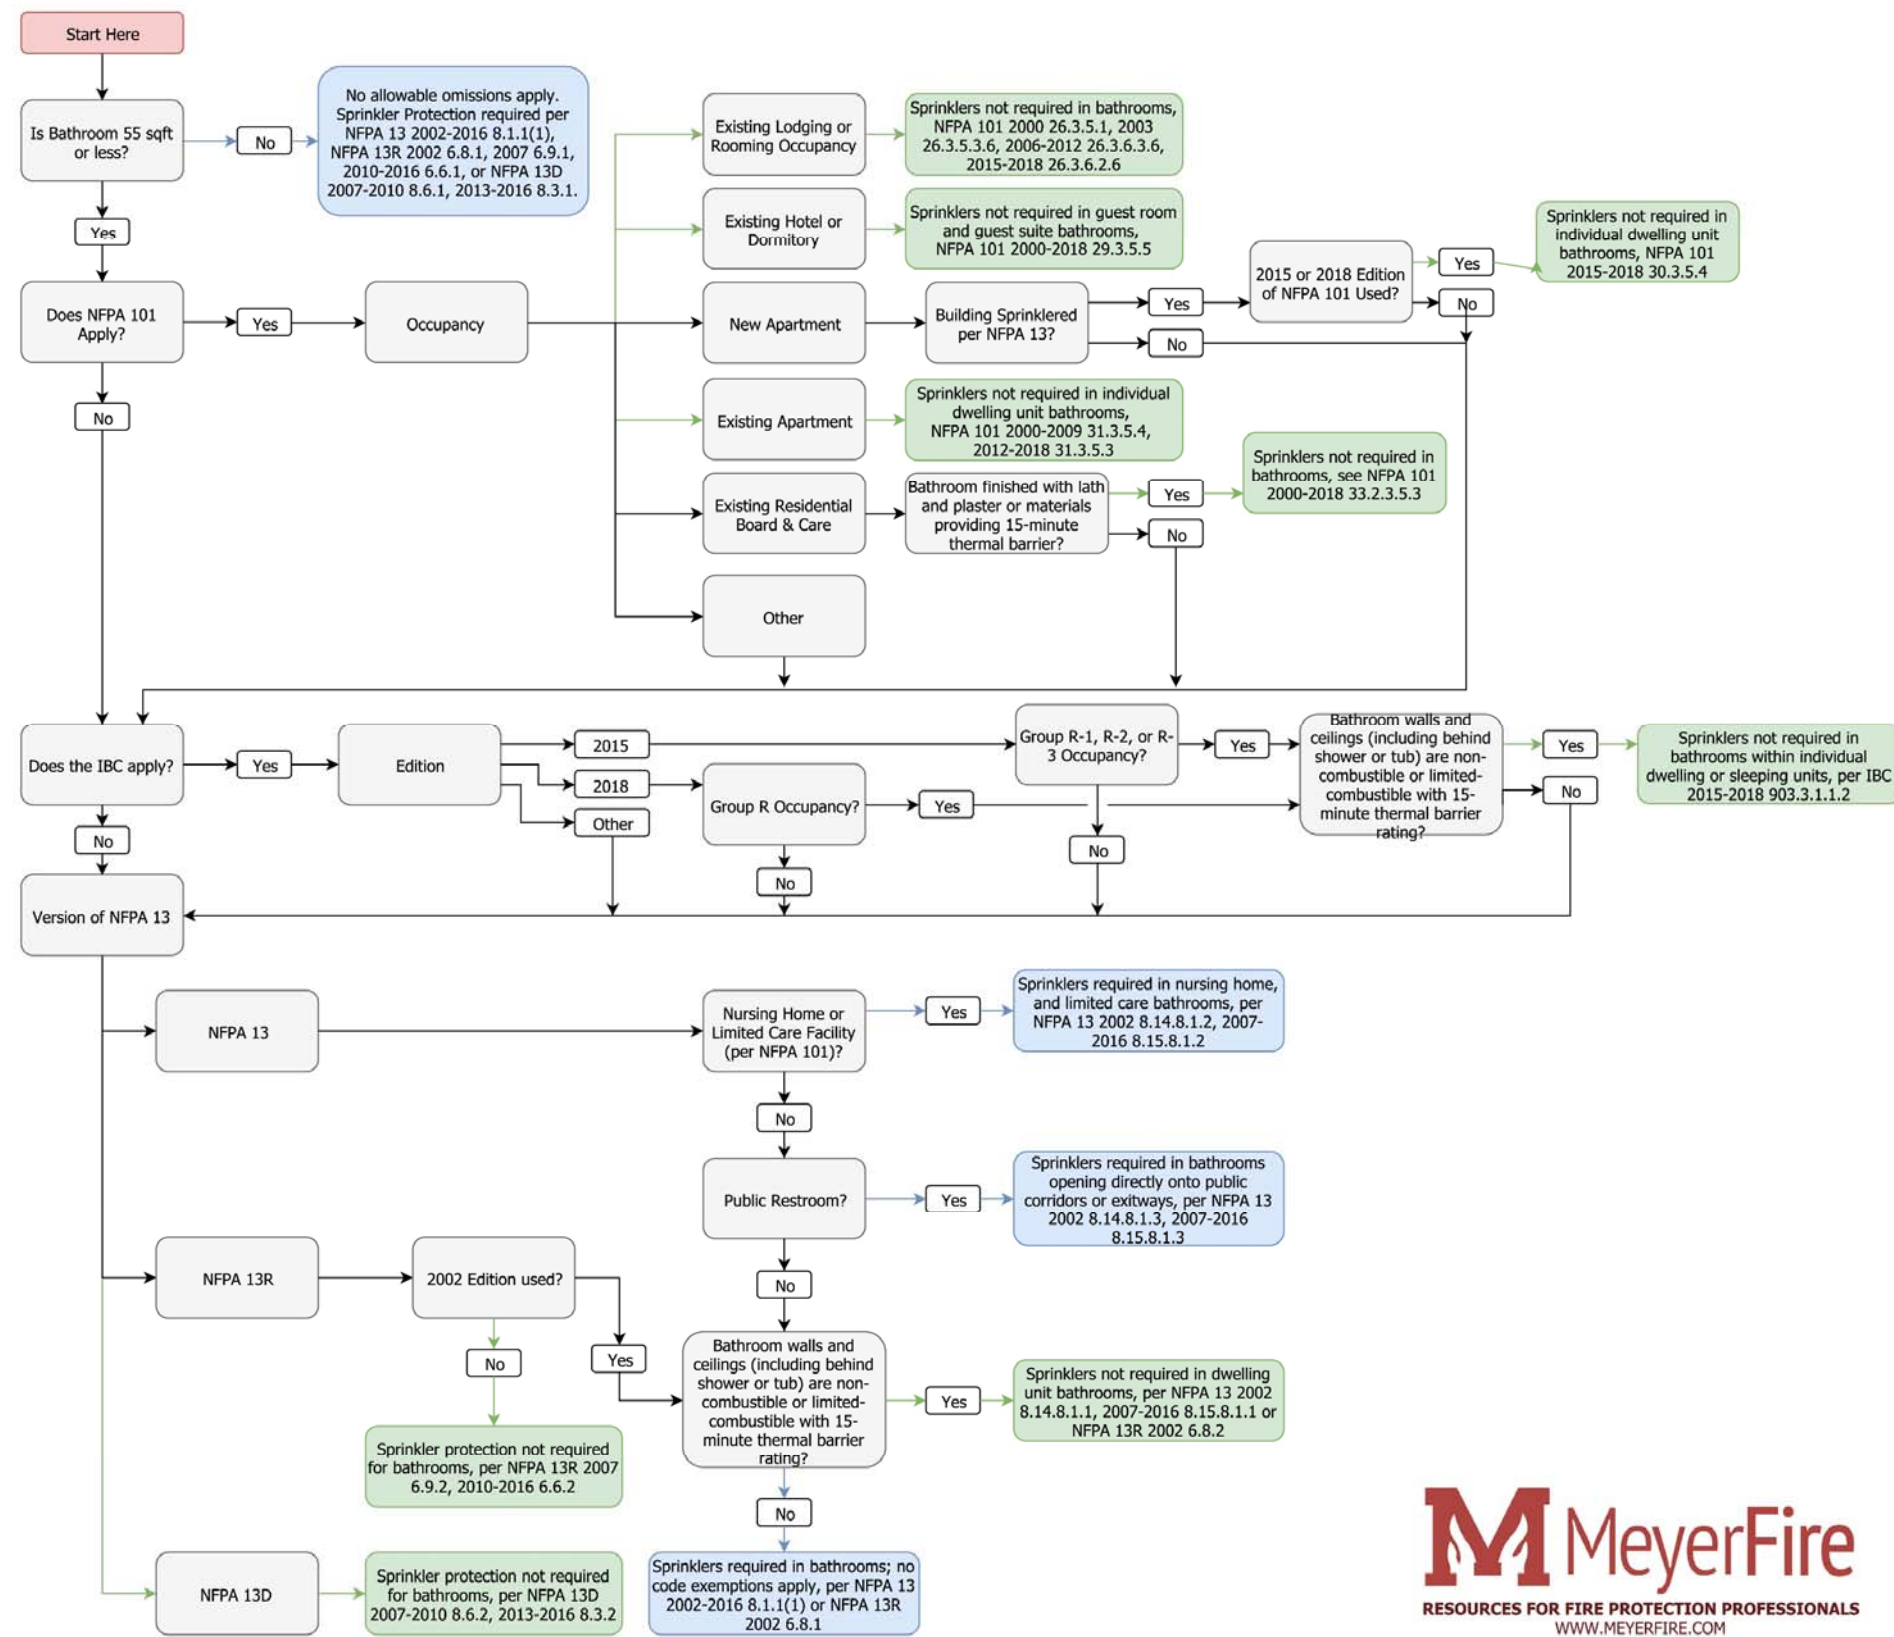 Start Here
Is Bathroom 55 sqft
or less?
No
No allowable omissions apply.
Sprinkler Protection required per
NFPA 13 2002-2016 8.1.1(1),
NFPA 13R 2002 6.8.1, 2007 6.9.1,
2010-2016 6.6.1, or NFPA 13D
2007-2010 8.6.1, 2013-2016 8.3.1.
Yes
Does NFPA 101
Apply?
Yes
Occupancy
No
Existing Lodging or
Rooming Occupancy
Sprinklers not required in bathrooms,
NFPA 101 2000 26.3.5.1, 2003
26.3.5.3.6, 2006-2012 26.3.6.3.6,
2015-2018 26.3.6.2.6
Existing Hotel or
Dormitory
Sprinklers not required in guest room
and guest suite bathrooms,
NFPA 101 2000-2018 29.3.5.5
New Apartment
Building Sprinklered
per NFPA 13?
Yes
No
2015 or 2018 Edition
of NFPA 101 Used?
Yes
No
Sprinklers not required in
individual dwelling unit
bathrooms, NFPA 101
2015-2018 30.3.5.4
Existing Apartment
Sprinklers not required in individual
dwelling unit bathrooms,
NFPA 101 2000-2009 31.3.5.4,
2012-2018 31.3.5.3
Existing Residential
Board & Care
Bathroom finished with lath
and plaster or materials
providing 15-minute
thermal barrier?
Yes
No
Sprinklers not required in
bathrooms, see NFPA 101
2000-2018 33.2.3.5.3
Other
Does the IBC apply?
Yes
Edition
2015
2018
Other
Group R Occupancy?
Yes
No
Group R-1, R-2, or R-
3 Occupancy?
Yes
No
Bathroom walls and
ceilings (including behind
shower or tub) are non-
combustible or limited-
combustible with 15-
minute thermal barrier
rating?
Yes
No
Sprinklers not required in
bathrooms within individual
dwelling or sleeping units, per IBC
2015-2018 903.3.1.1.2
No
Version of NFPA 13
NFPA 13
Nursing Home or
Limited Care Facility
(per NFPA 101)?
Yes
Sprinklers required in nursing home,
and limited care bathrooms, per
NFPA 13 2002 8.14.8.1.2, 2007-
2016 8.15.8.1.2
No
Public Restroom?
Yes
Sprinklers required in bathrooms
opening directly onto public
corridors or exitways, per NFPA 13
2002 8.14.8.1.3, 2007-2016
8.15.8.1.3
No
NFPA 13R
2002 Edition used?
Yes
No
Sprinkler protection not required
for bathrooms, per NFPA 13R 2007
6.9.2, 2010-2016 6.6.2
Bathroom walls and
ceilings (including behind
shower or tub) are non-
combustible or limited-
combustible with 15-
minute thermal barrier
rating?
Yes
Sprinklers not required in dwelling
unit bathrooms, per NFPA 13 2002
8.14.8.1.1, 2007-2016 8.15.8.1.1 or
NFPA 13R 2002 6.8.2
No
Sprinklers required in bathrooms; no
code exemptions apply, per NFPA 13
2002-2016 8.1.1(1) or NFPA 13R
2002 6.8.1
NFPA 13D
Sprinkler protection not required
for bathrooms, per NFPA 13D
2007-2010 8.6.2, 2013-2016 8.3.2
M MeyerFire
RESOURCES FOR FIRE PROTECTION PROFESSIONALS
WWW.MEYERFIRE.COM